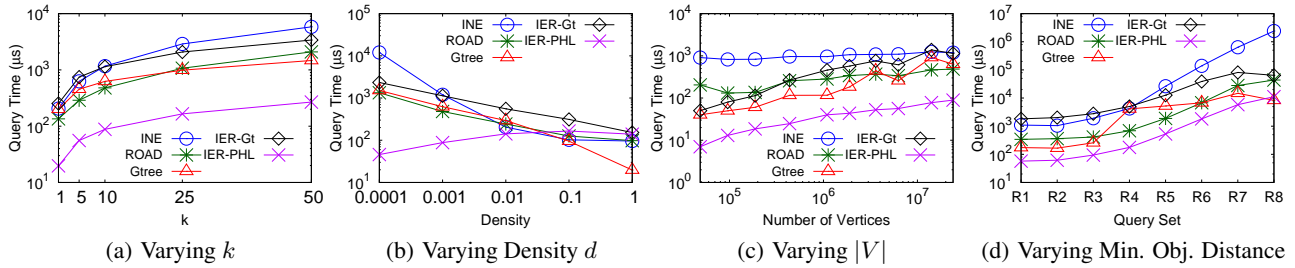 Query Time (μs)
10^4
10^3
10^2
10^1
INE
ROAD
Gtree
IER-Gt
IER-PHL
1
5
10
25
50
k
(a) Varying k
Query Time (μs)
10^5
10^4
10^3
10^2
10^1
INE
ROAD
Gtree
IER-Gt
IER-PHL
0.0001
0.001
0.01
0.1
1
Density
(b) Varying Density d
Query Time (μs)
10^4
10^3
10^2
10^1
10^0
INE
ROAD
Gtree
IER-Gt
IER-PHL
10^5
10^6
10^7
Number of Vertices
(c) Varying |V|
Query Time (μs)
10^7
10^6
10^5
10^4
10^3
10^2
10^1
INE
ROAD
Gtree
IER-Gt
IER-PHL
R1
R2
R3
R4
R5
R6
R7
R8
Query Set
(d) Varying Min. Obj. Distance